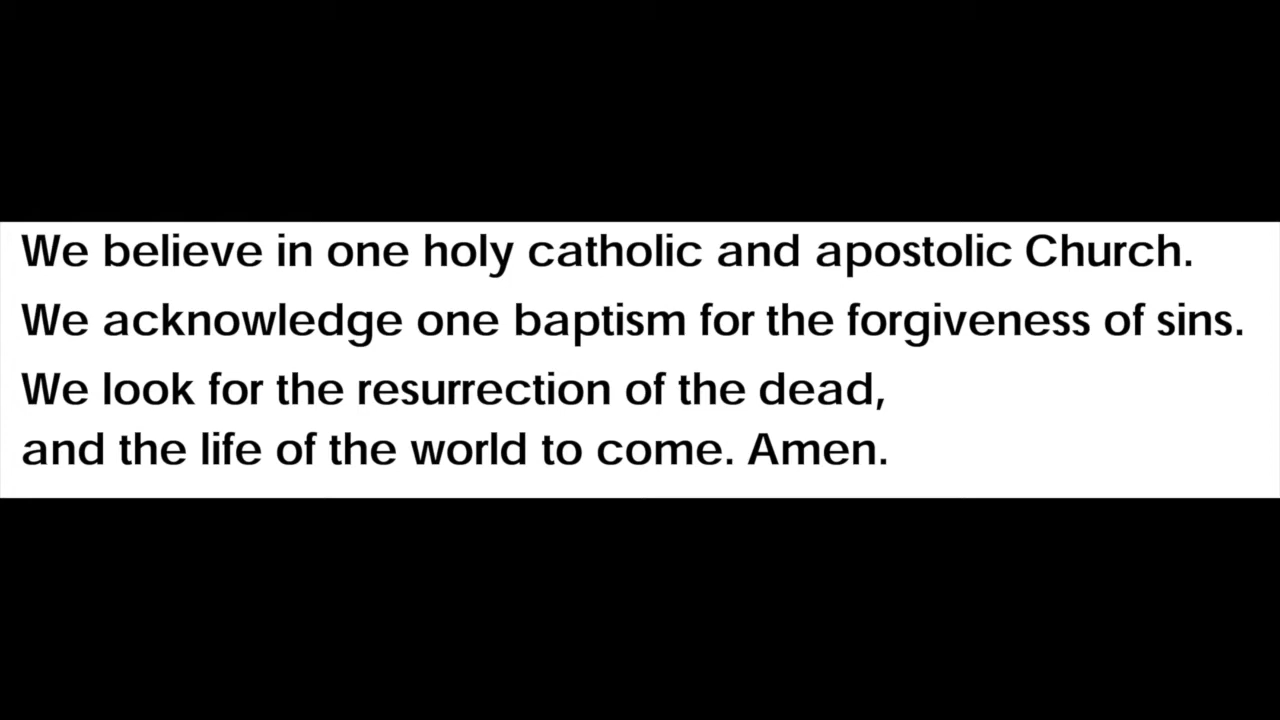 We believe in one holy catholic and apostolic Church.
We acknowledge one baptism for the forgiveness of sins.
We look for the resurrection of the dead,
and the life of the world to come. Amen.